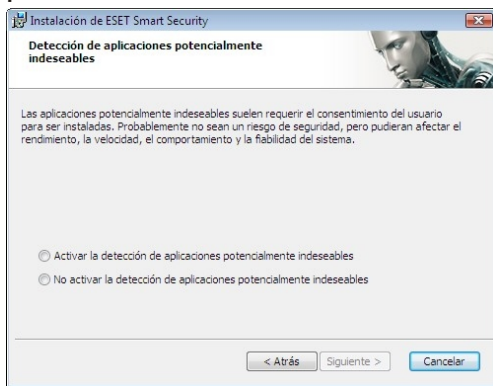 Instalación de ESET Smart Security
Detección de aplicaciones potencialmente
indeseables
Las aplicaciones potencialmente indeseables suelen requerir el consentimiento del usuario
para ser instaladas. Probablemente no sean un riesgo de seguridad, pero pudieran afectar el
rendimiento, la velocidad, el comportamiento y la fiabilidad del sistema.
Activar la detección de aplicaciones potencialmente indeseables
No activar la detección de aplicaciones potencialmente indeseables
< Atrás
Siguiente >
Cancelar